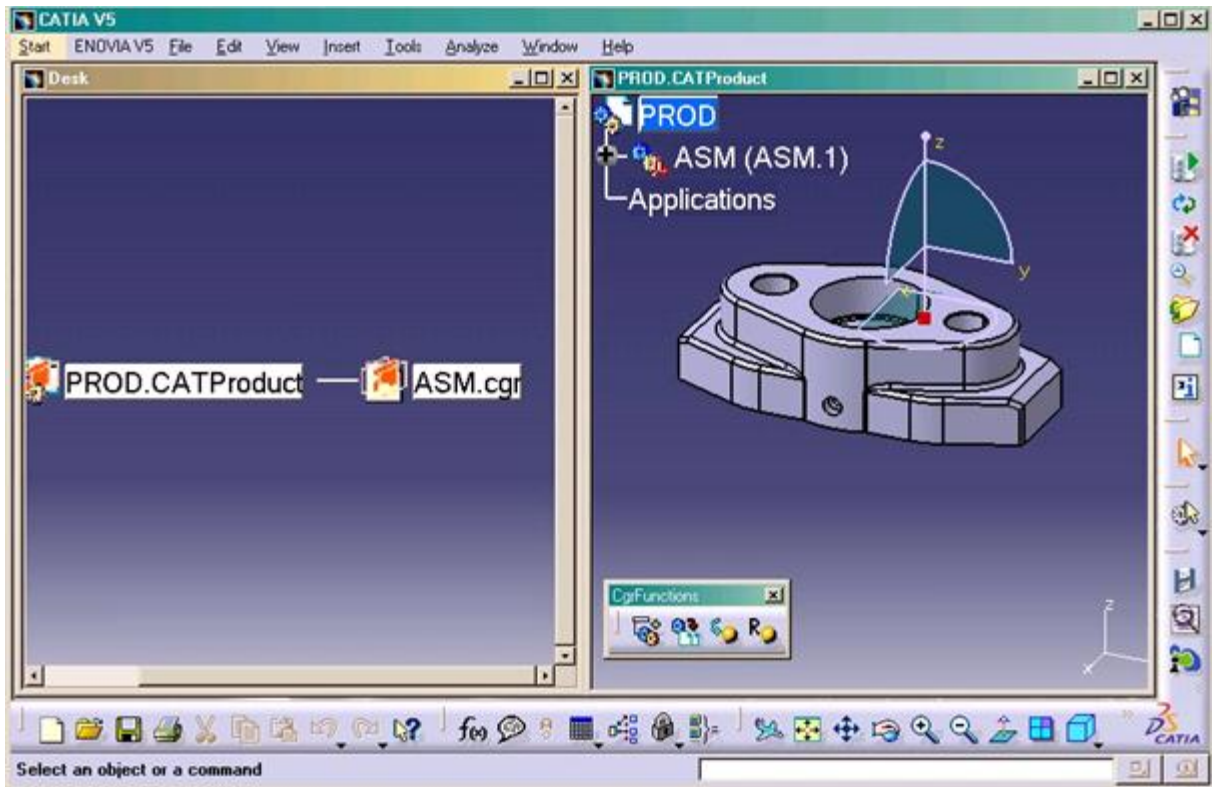 CATIA V5
Start ENOVIA V5 File Edit View Insert Tools Analyze Window Help
Desk
PROD.CATProduct
PROD.CATProduct
ASM.cgr
PROD
ASM (ASM.1)
Applications
z
y
CgrFunctions
R
z
x
f(x)
CATIA
Select an object or a command